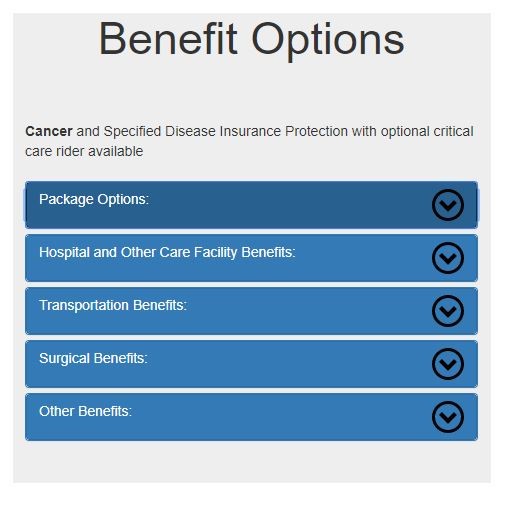 Benefit Options
Cancer and Specified Disease Insurance Protection with optional critical
care rider available
Package Options:
Hospital and Other Care Facility Benefits:
Transportation Benefits:
Surgical Benefits:
Other Benefits: